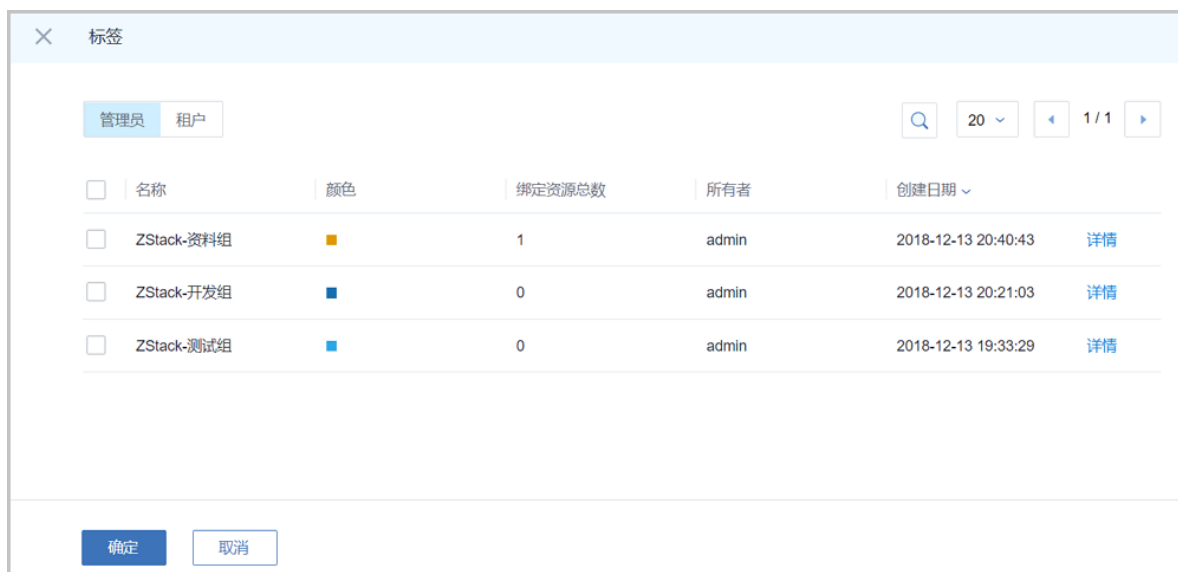 标签
管理员 租户 20 1 / 1
名称 颜色 绑定资源总数 所有者 创建日期
ZStack-资料组 1 admin 2018-12-13 20:40:43 详情
ZStack-开发组 0 admin 2018-12-13 20:21:03 详情
ZStack-测试组 0 admin 2018-12-13 19:33:29 详情
确定 取消